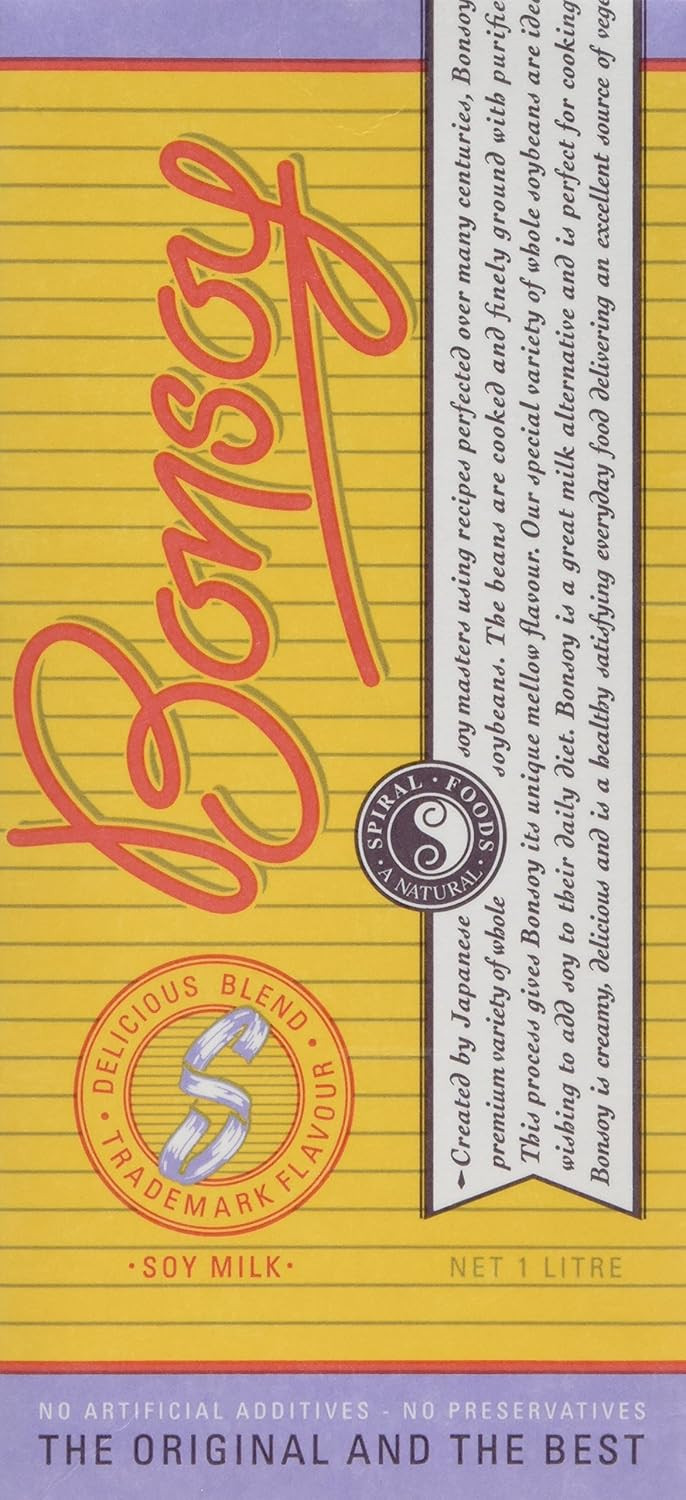 Bonsoy
Created by Japanese soy masters using recipes perfected over many centuries, Bonsoy
premium variety of whole soybeans. The beans are cooked and finely ground with purifie
This process gives Bonsoy its unique mellow flavour. Our special variety of whole soybeans are ide
wishing to add soy to their daily diet. Bonsoy is a great milk alternative and is perfect for cooking
Bonsoy is creamy, delicious and is a healthy satisfying everyday food delivering an excellent source of vege
SPIRAL · FOODS
· A NATURAL ·
· DELICIOUS BLEND ·
TRADEMARK FLAVOUR
S
·SOY MILK·
NET 1 LITRE
NO ARTIFICIAL ADDITIVES - NO PRESERVATIVES
THE ORIGINAL AND THE BEST